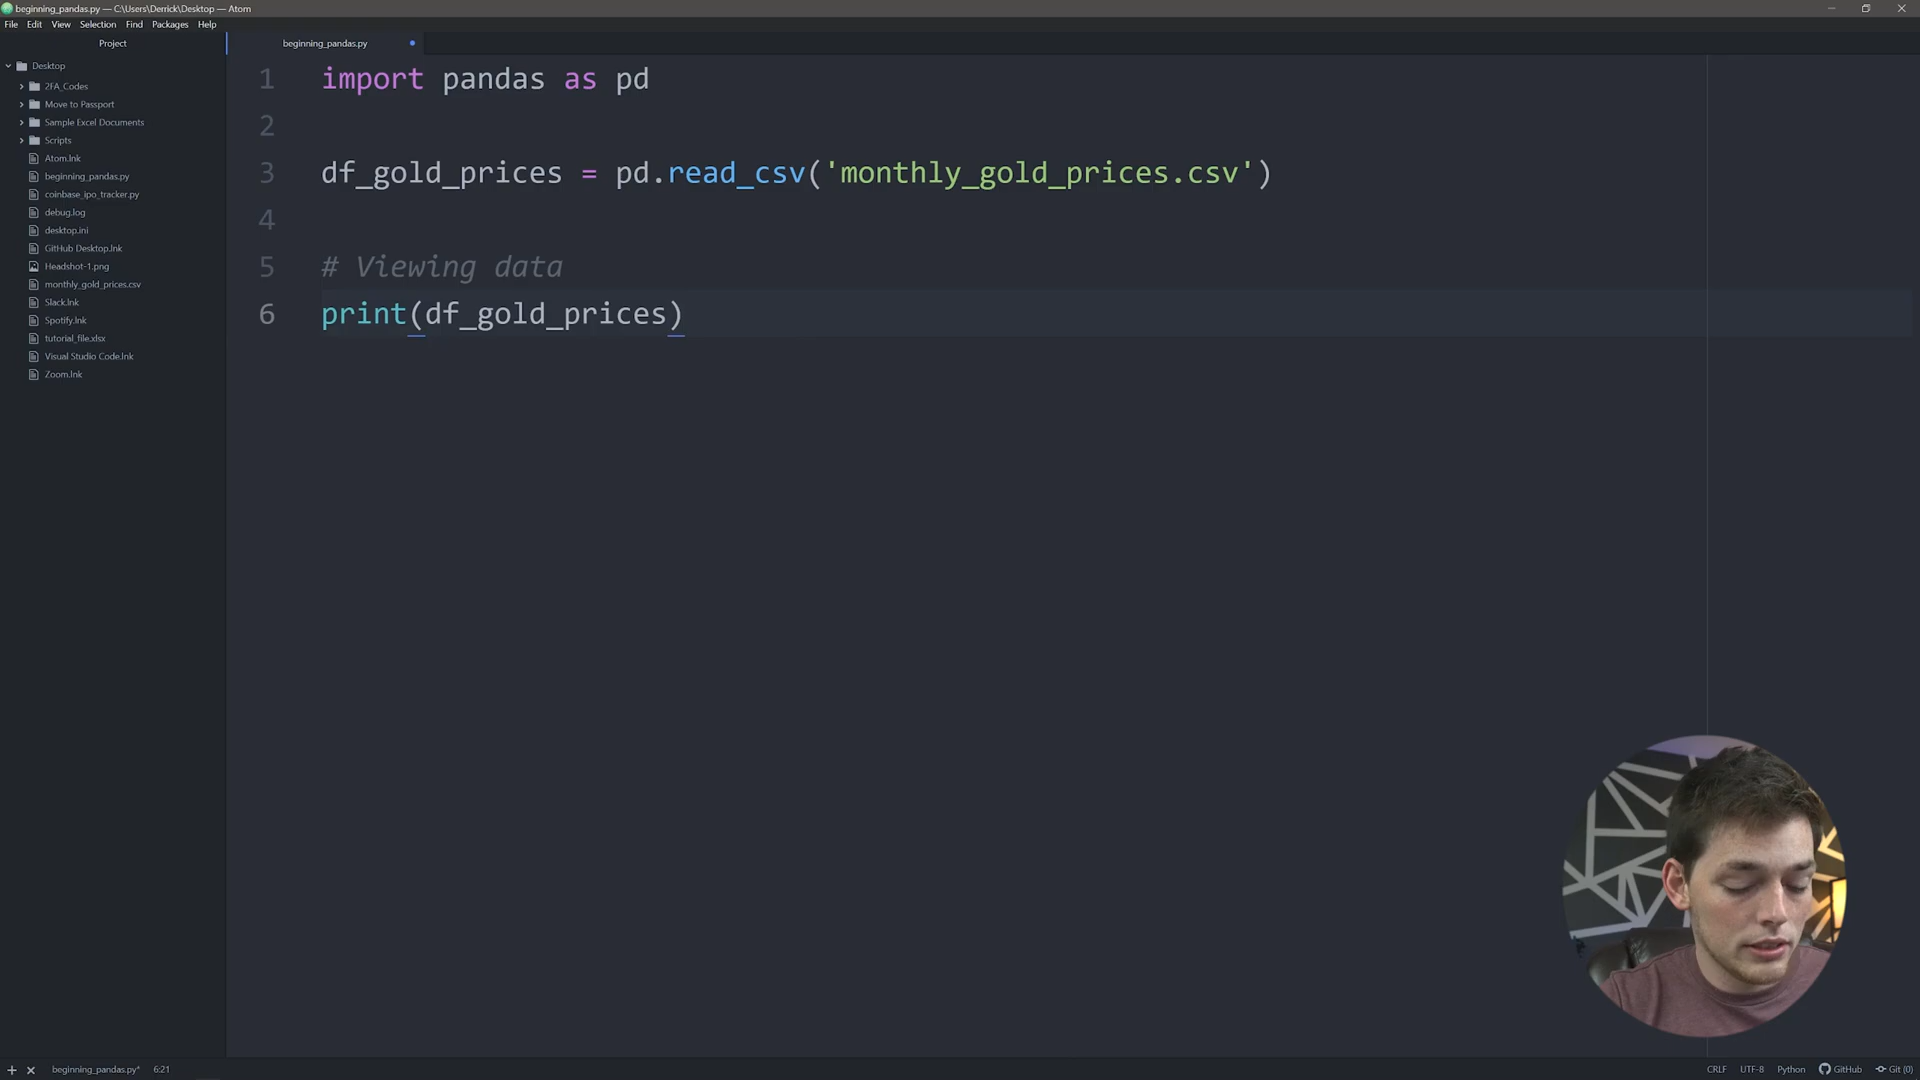 beginning_pandas.py — C:\Users\Derrick\Desktop — Atom
File Edit View Selection Find Packages Help
Project
Desktop
2FA_Codes
Move to Passport
Sample Excel Documents
Scripts
Atom.lnk
beginning_pandas.py
coinbase_ipo_tracker.py
debug.log
desktop.ini
GitHub Desktop.lnk
Headshot-1.png
monthly_gold_prices.csv
Slack.lnk
Spotify.lnk
tutorial_file.xlsx
Visual Studio Code.lnk
Zoom.lnk
beginning_pandas.py
1 import pandas as pd
2
3 df_gold_prices = pd.read_csv('monthly_gold_prices.csv')
4
5 # Viewing data
6 print(df_gold_prices)
beginning_pandas.py* 6:21 CRLF UTF-8 Python GitHub Git (0)